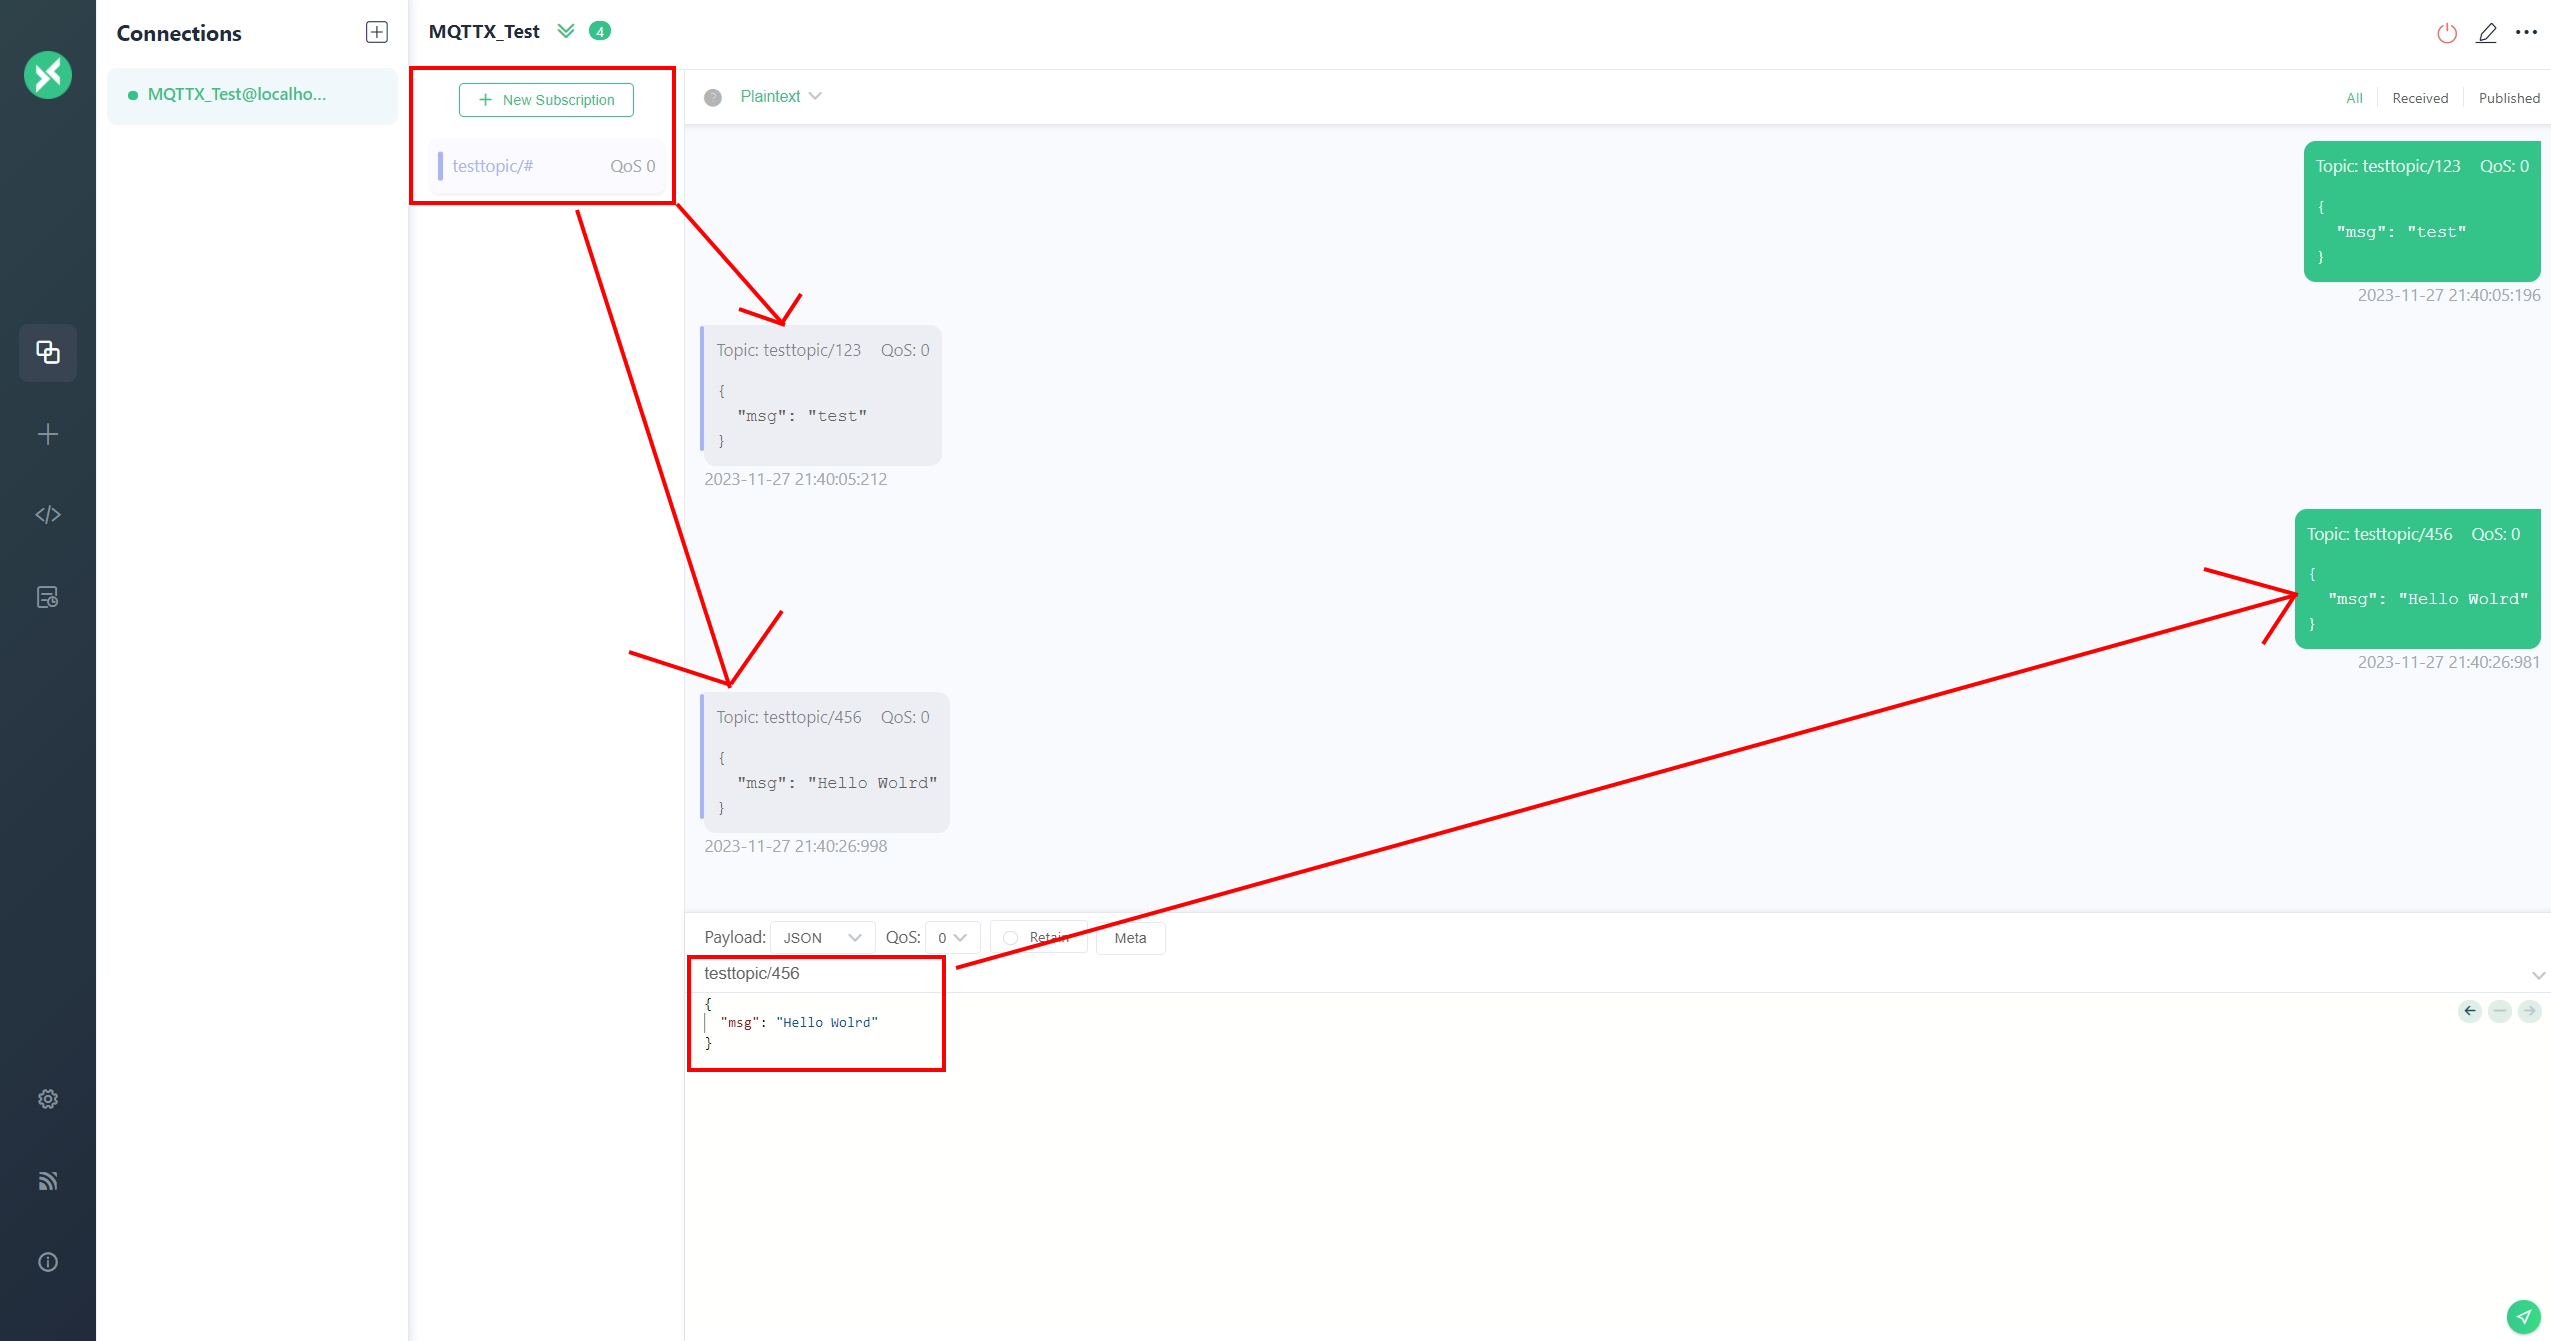 Connections
MQTTX_Test@localho...
MQTTX_Test 4
+ New Subscription
testtopic/# QoS 0
? Plaintext
All Received Published
Topic: testtopic/123 QoS: 0
{
"msg": "test"
}
2023-11-27 21:40:05:196
Topic: testtopic/123 QoS: 0
{
"msg": "test"
}
2023-11-27 21:40:05:212
Topic: testtopic/456 QoS: 0
{
"msg": "Hello Wolrd"
}
2023-11-27 21:40:26:981
Topic: testtopic/456 QoS: 0
{
"msg": "Hello Wolrd"
}
2023-11-27 21:40:26:998
Payload: JSON QoS: 0 Retain Meta
testtopic/456
{
"msg": "Hello Wolrd"
}